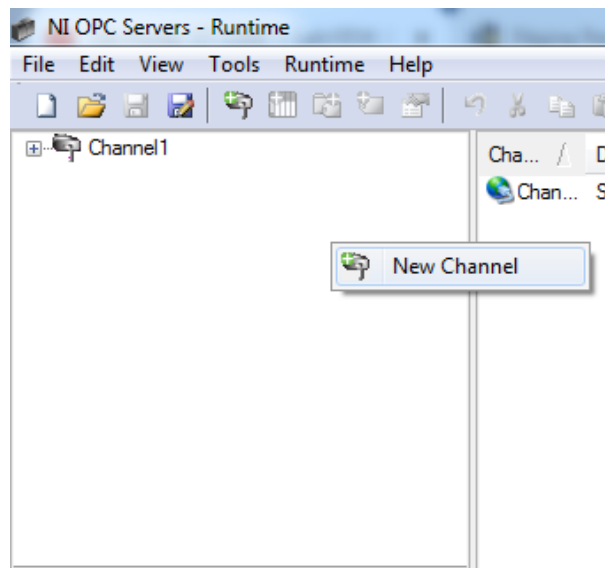 NI OPC Servers - Runtime
File Edit View Tools Runtime Help
Channel1
Cha...
Chan... S
New Channel